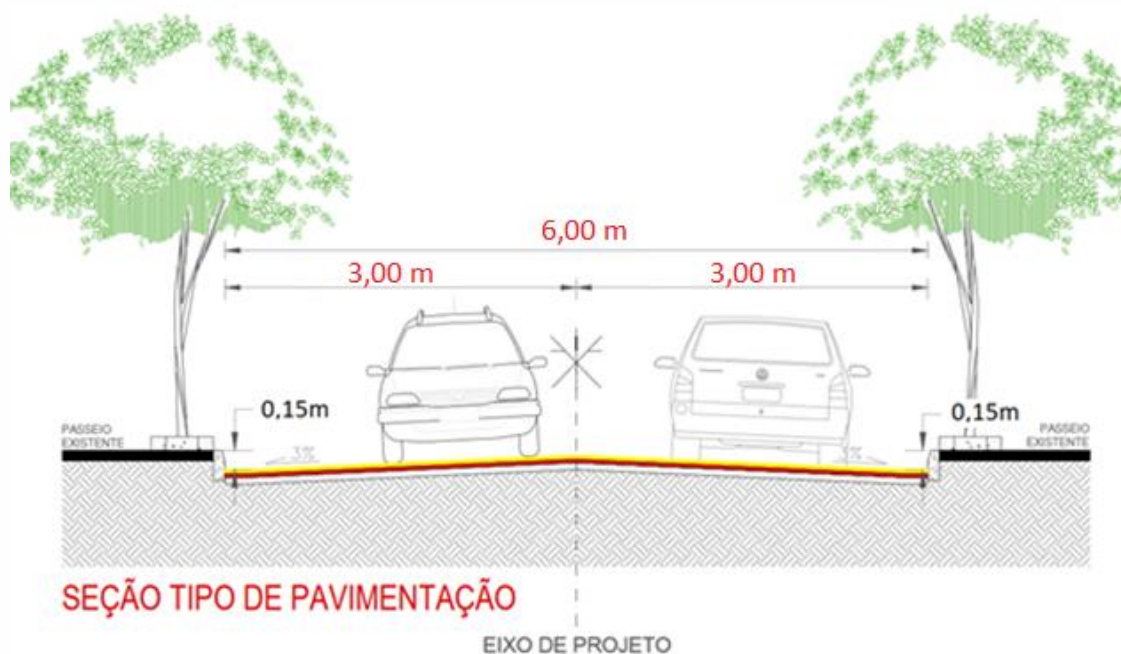 6,00 m
3,00 m
3,00 m
0,15m
0,15m
PASSEIO
EXISTENTE
PASSEIO
EXISTENTE
3%
3%
SEÇÃO TIPO DE PAVIMENTAÇÃO
EIXO DE PROJETO